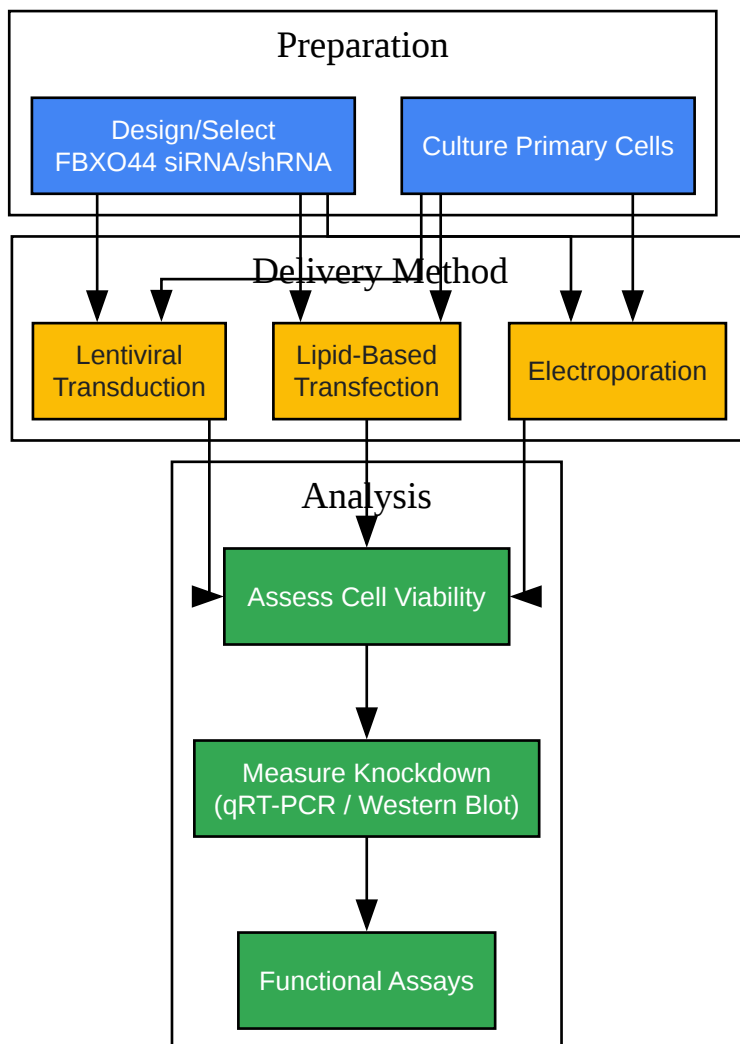 Preparation
Design/Select
FBXO44 siRNA/shRNA
Culture Primary Cells
Delivery Method
Lentiviral
Transduction
Lipid-Based
Transfection
Electroporation
Analysis
Assess Cell Viability
Measure Knockdown
(qRT-PCR / Western Blot)
Functional Assays